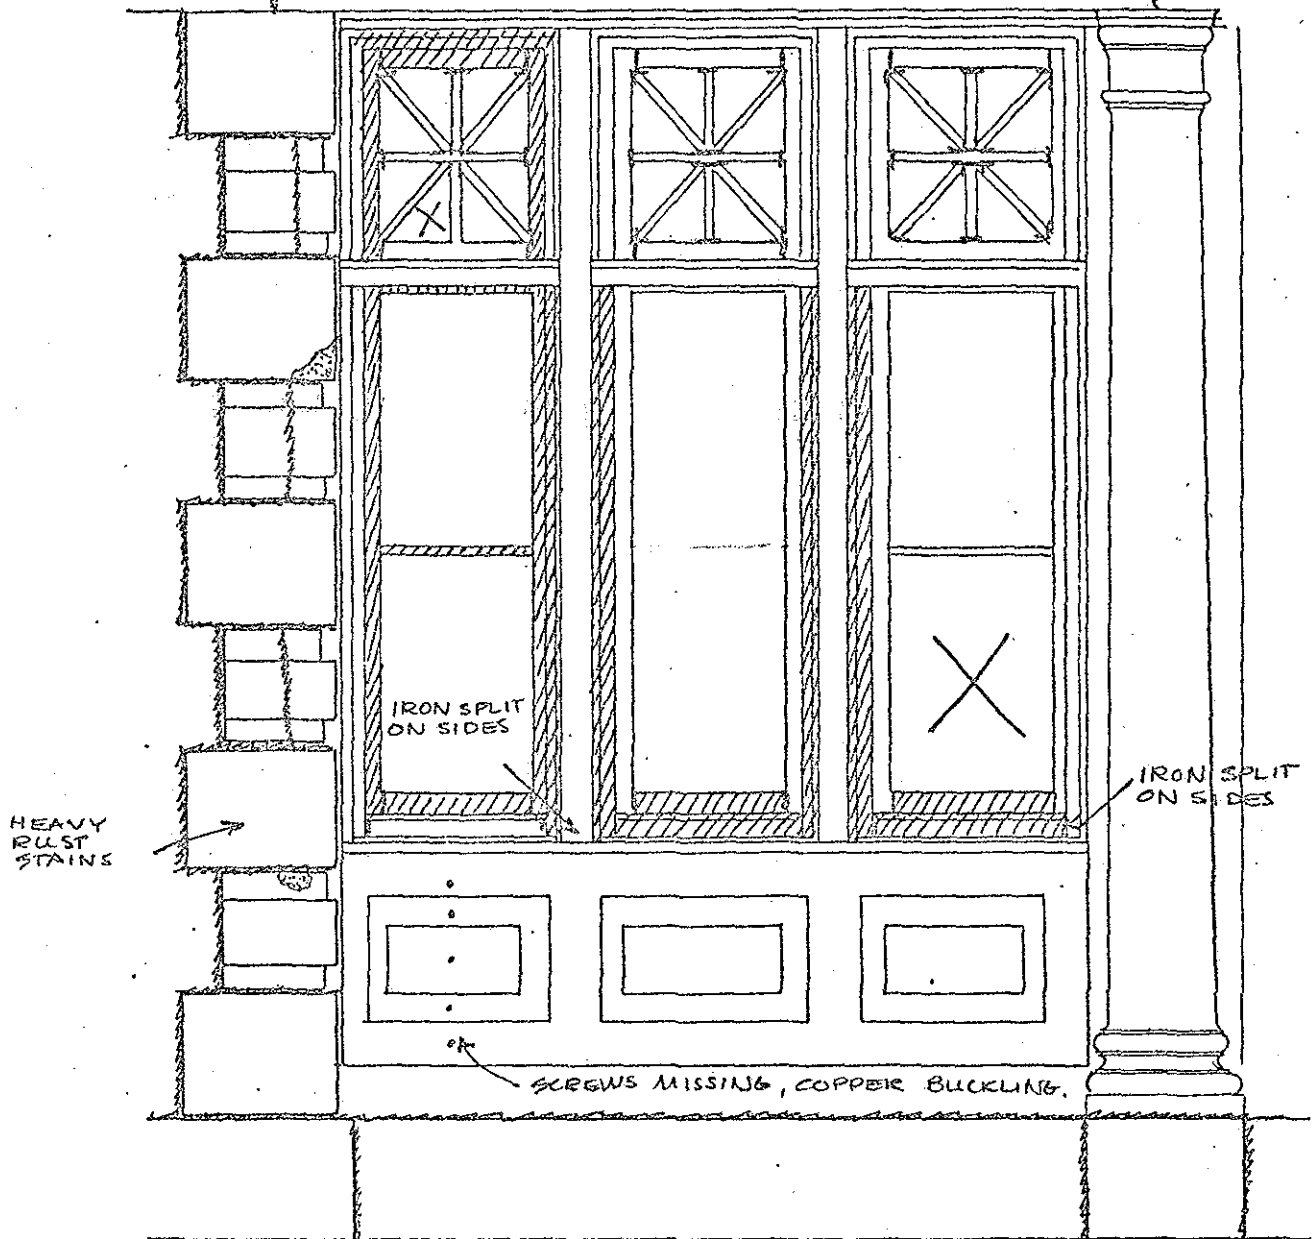 IRON SPLIT
ON SIDES
IRON SPLIT
ON SIDES
HEAVY
RUST
STAINS
SCREWS MISSING, COPPER BUCKLING.